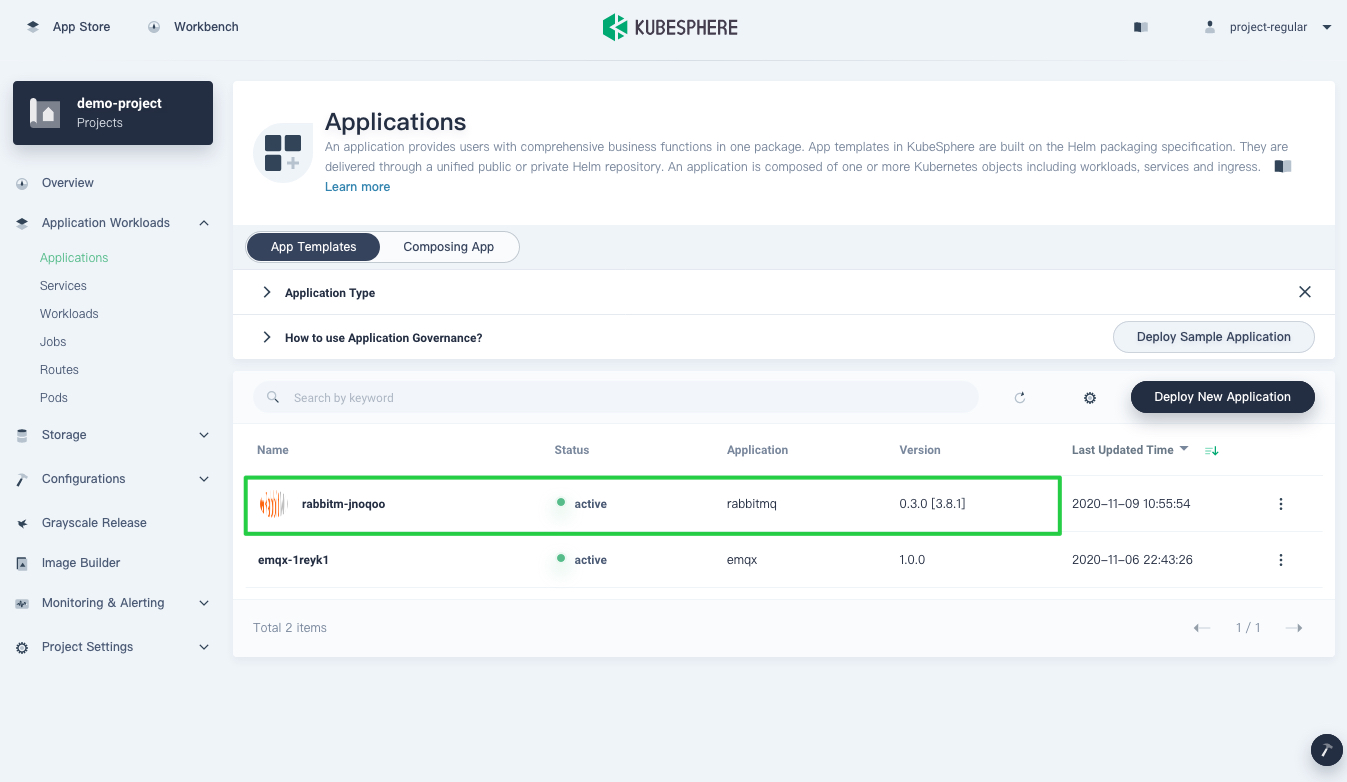 App Store
Workbench
KUBESPHERE
project-regular
demo-project
Projects
Overview
Application Workloads
Applications
Services
Workloads
Jobs
Routes
Pods
Storage
Configurations
Grayscale Release
Image Builder
Monitoring & Alerting
Project Settings
Applications
An application provides users with comprehensive business functions in one package. App templates in KubeSphere are built on the Helm packaging specification. They are
delivered through a unified public or private Helm repository. An application is composed of one or more Kubernetes objects including workloads, services and ingress.
Learn more
App Templates
Composing App
Application Type
How to use Application Governance?
Deploy Sample Application
Search by keyword
Deploy New Application
Name Status Application Version Last Updated Time
rabbitm-jnoqoo active rabbitmq 0.3.0 [3.8.1] 2020-11-09 10:55:54
emqx-1reyk1 active emqx 1.0.0 2020-11-06 22:43:26
Total 2 items
1 / 1